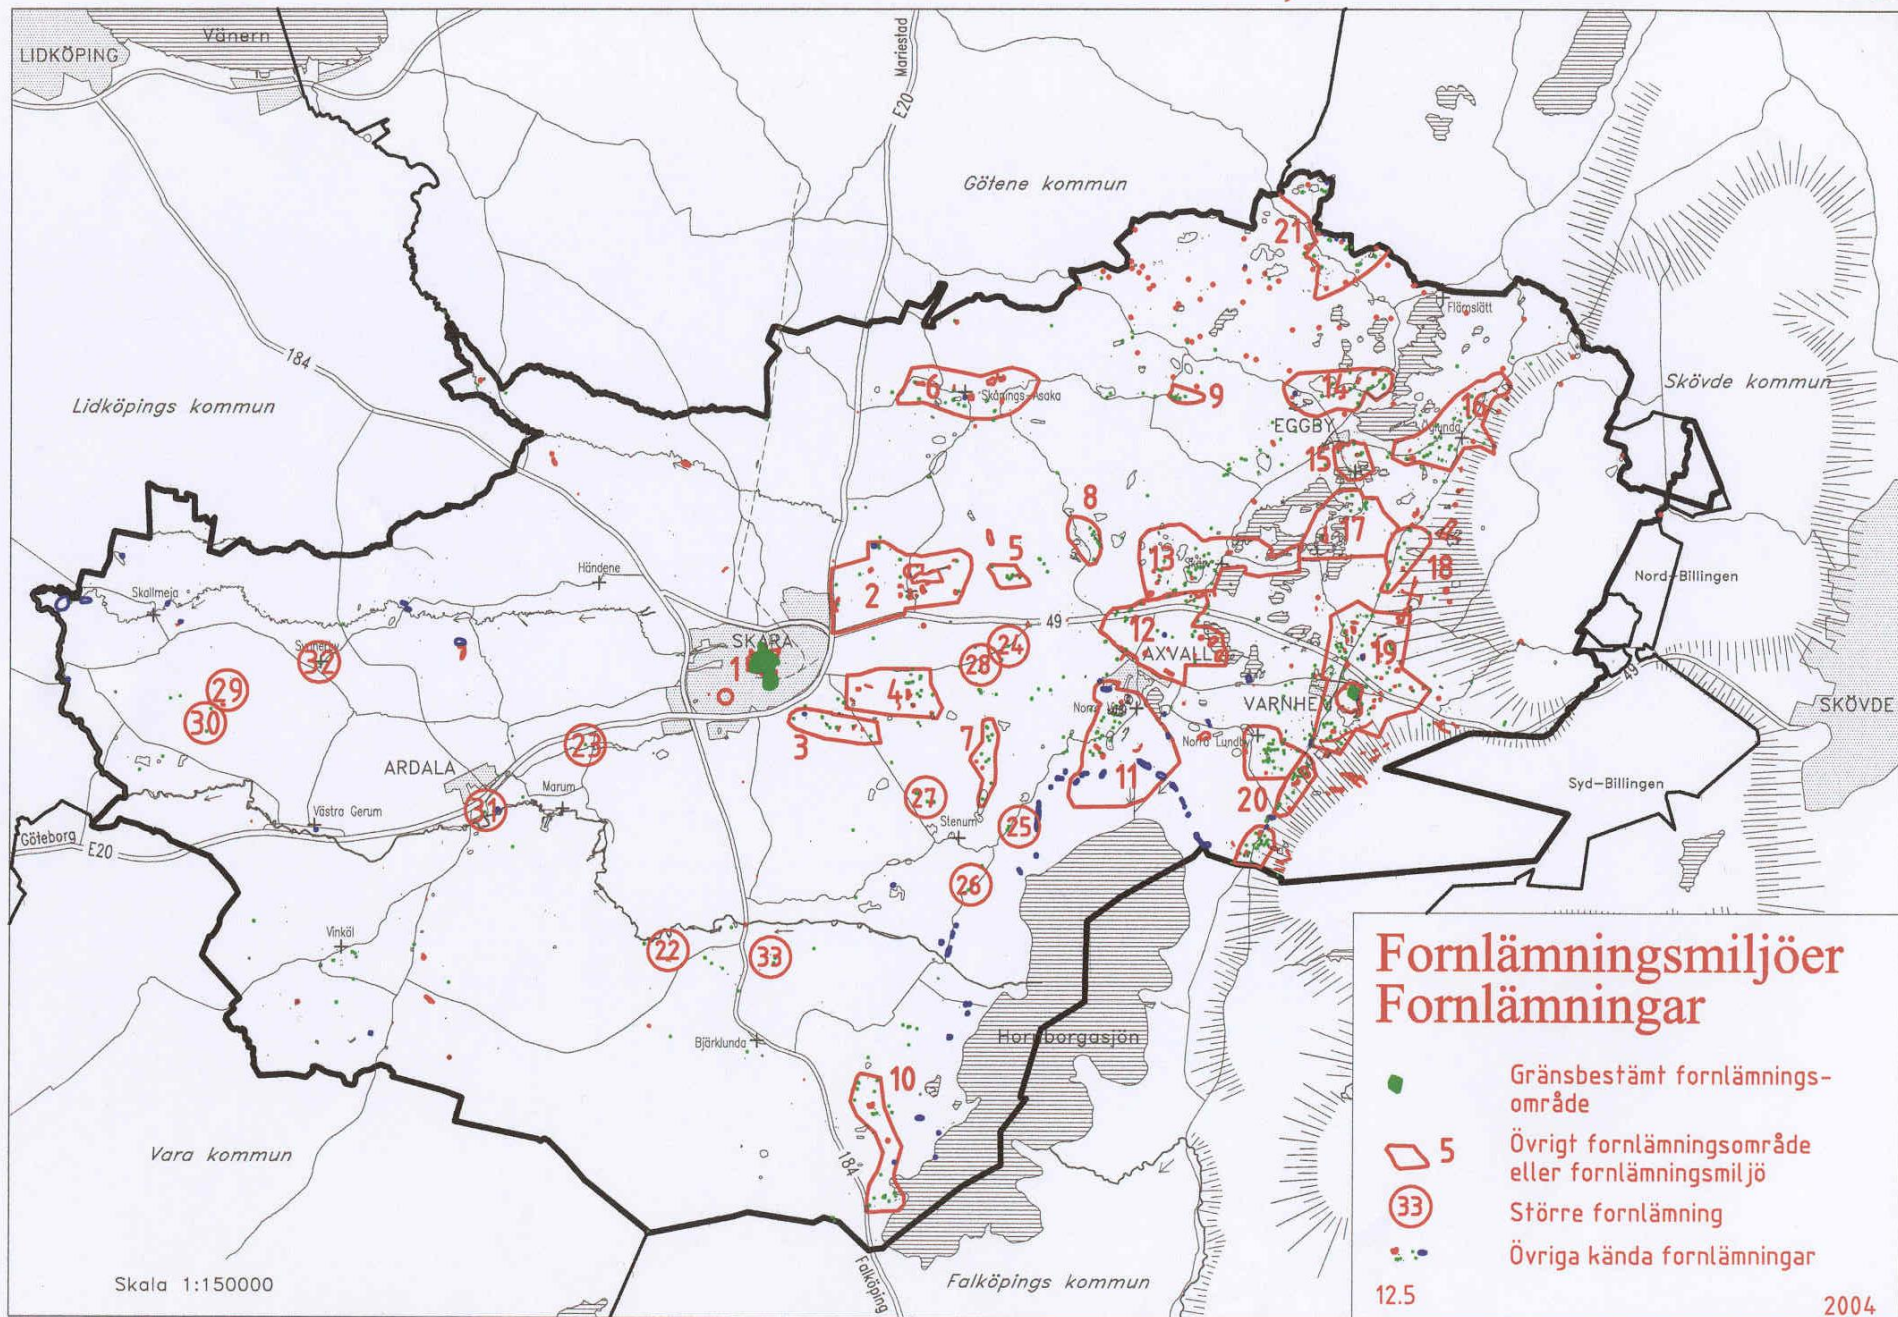 LIDKÖPING
Vänern
Mariestad
E20
Götene kommun
21
Flämslätt
184
Lidköpings kommun
Skövde kommun
6
Skånings-Åsaka
9
14
16
EGGBY
Öglunda
15
8
17
5
13
18
Händene
2
Nord-Billingen
Skallmeja
49
12
SKARA
1
24
28
AXVALL
19
32
29
30
4
VARNHEM
49
SKÖVDE
3
7
23
Norra Lundby
ARDALA
11
Syd-Billingen
Marum
31
27
20
Västra Gerum
Stenum
25
Göteborg
E20
26
Vinköl
22
33
Hornborgasjön
Bjärklunda
10
Vara kommun
184
Falköping
Falköpings kommun
Skala 1:150000
Fornlämningsmiljöer
Fornlämningar
Gränsbestämt fornlämnings-
område
5
Övrigt fornlämningsområde
eller fornlämningsmiljö
33
Större fornlämning
Övriga kända fornlämningar
12.5
2004